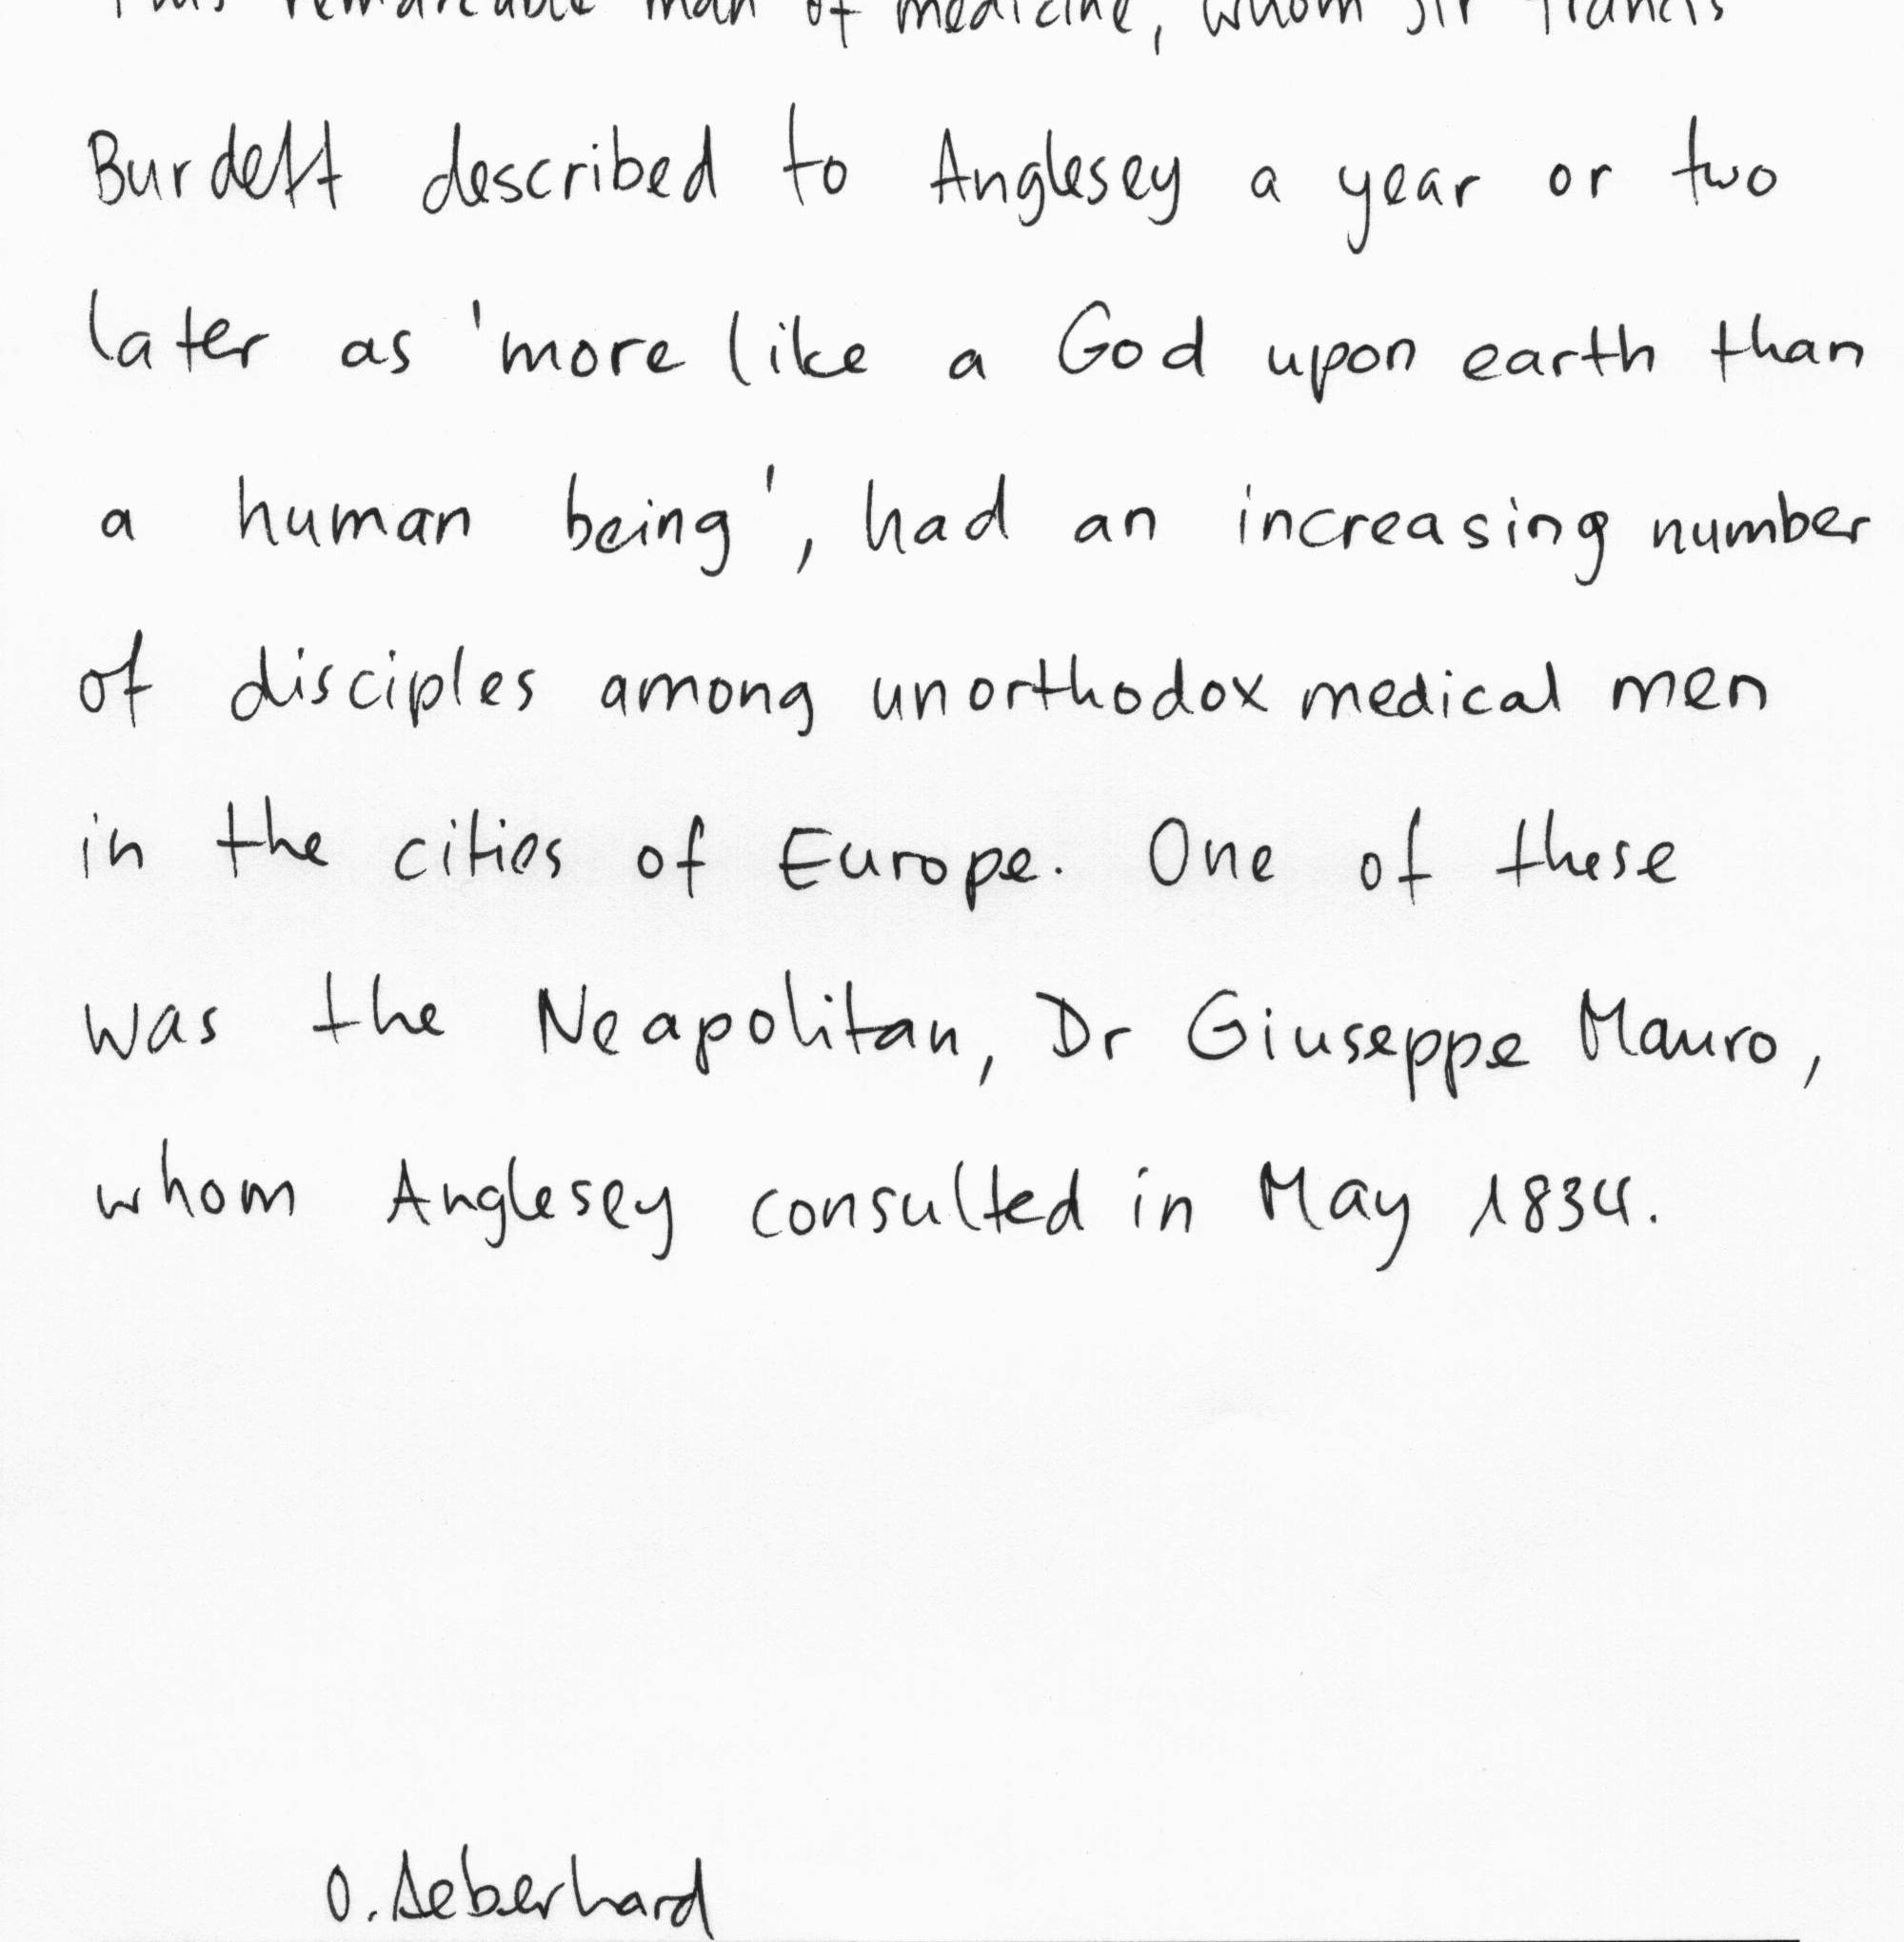 This remarkable man of medicine, whom Sir Francis
Burdett described to Anglesey a year or two
later as 'more like a God upon earth than
a human being', had an increasing number
of disciples among unorthodox medical men
in the cities of Europe. One of these
was the Neapolitan, Dr Giuseppe Mauro,
whom Anglesey consulted in May 1834.
O. Aeberhard